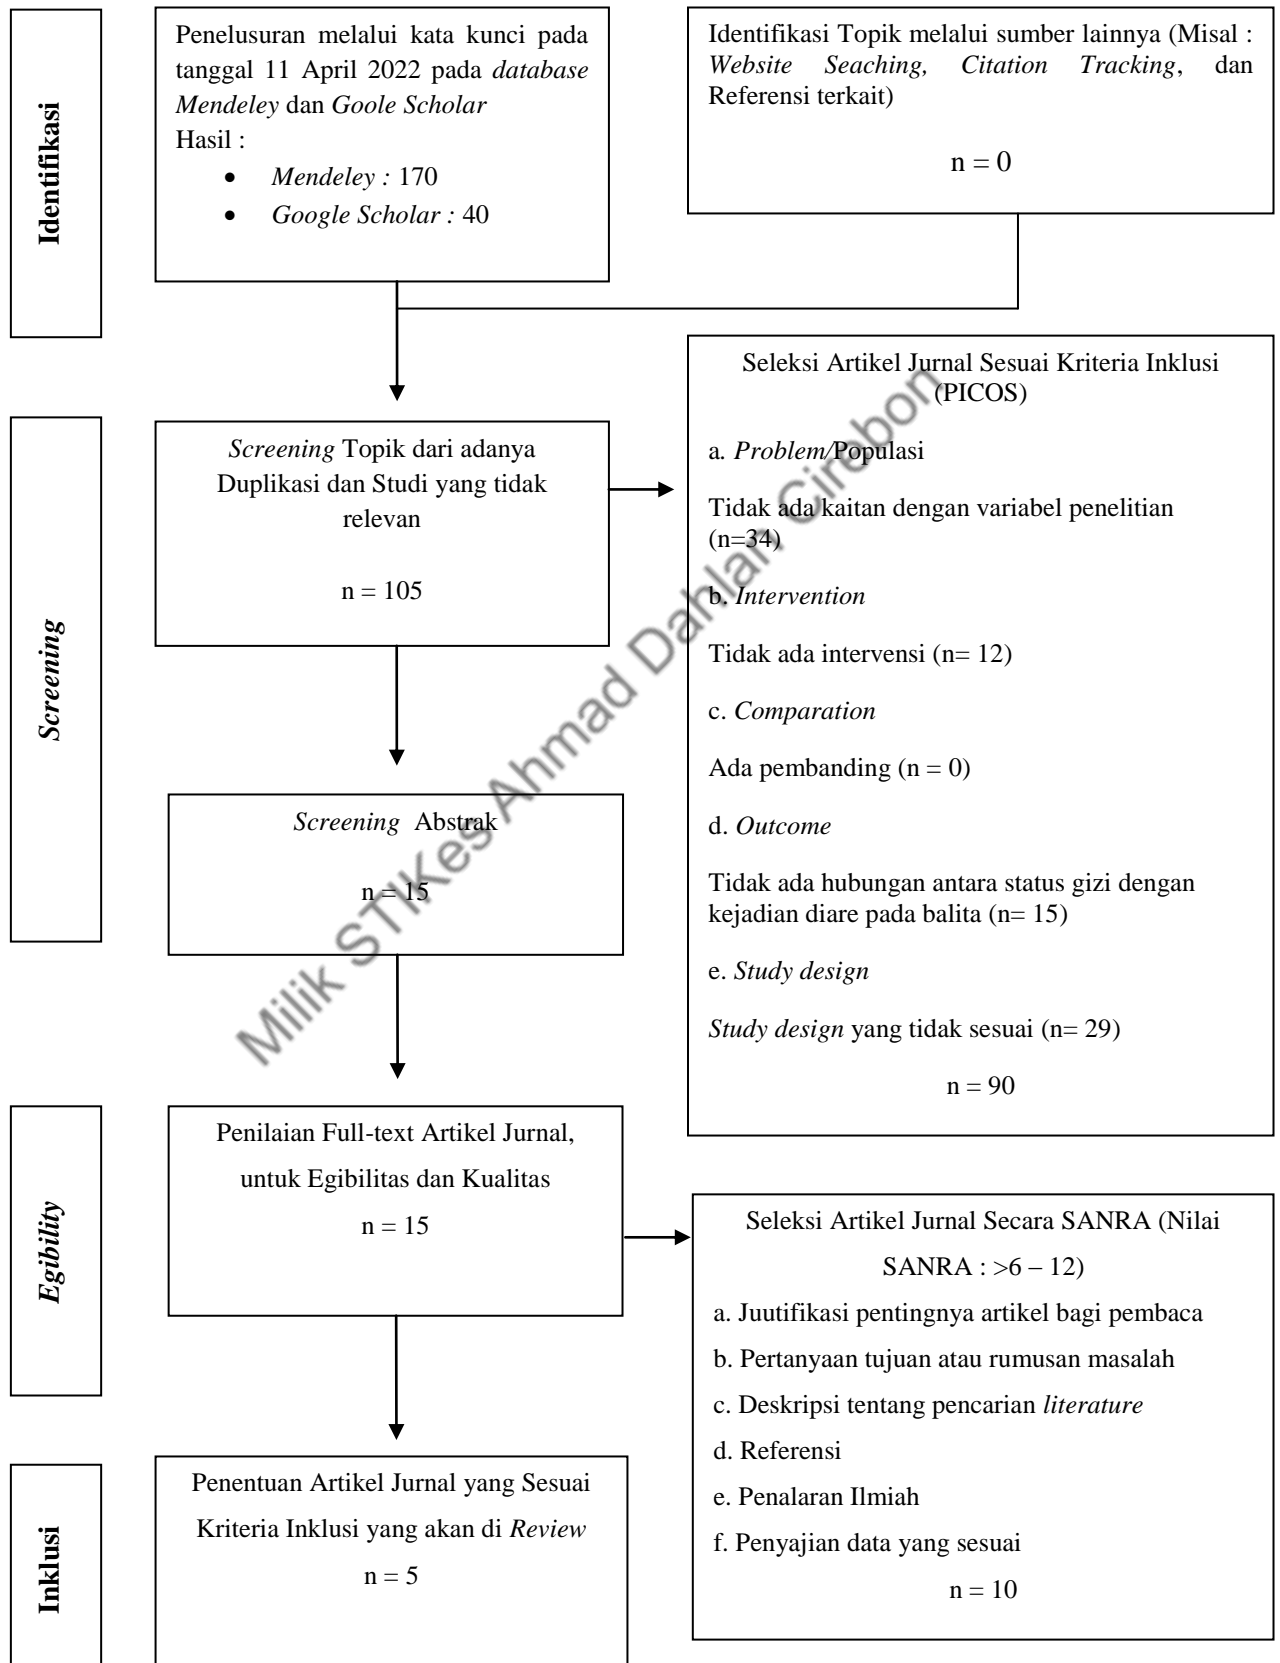 Identifikasi
Penelusuran melalui kata kunci pada
tanggal 11 April 2022 pada database
Mendeley dan Goole Scholar
Hasil :
• Mendeley : 170
• Google Scholar : 40
Identifikasi Topik melalui sumber lainnya (Misal :
Website Seaching, Citation Tracking, dan
Referensi terkait)
n = 0
Screening
Screening Topik dari adanya
Duplikasi dan Studi yang tidak
relevan
n = 105
Seleksi Artikel Jurnal Sesuai Kriteria Inklusi
(PICOS)
a. Problem/Populasi
Tidak ada kaitan dengan variabel penelitian
(n=34)
b. Intervention
Tidak ada intervensi (n= 12)
c. Comparation
Ada pembanding (n = 0)
d. Outcome
Tidak ada hubungan antara status gizi dengan
kejadian diare pada balita (n= 15)
e. Study design
Study design yang tidak sesuai (n= 29)
n = 90
Screening Abstrak
n = 15
Egibility
Penilaian Full-text Artikel Jurnal,
untuk Egibilitas dan Kualitas
n = 15
Seleksi Artikel Jurnal Secara SANRA (Nilai
SANRA : >6 – 12)
a. Juutifikasi pentingnya artikel bagi pembaca
b. Pertanyaan tujuan atau rumusan masalah
c. Deskripsi tentang pencarian literature
d. Referensi
e. Penalaran Ilmiah
f. Penyajian data yang sesuai
n = 10
Inklusi
Penentuan Artikel Jurnal yang Sesuai
Kriteria Inklusi yang akan di Review
n = 5
Milik STIKes Ahmad Dahlan Cirebon